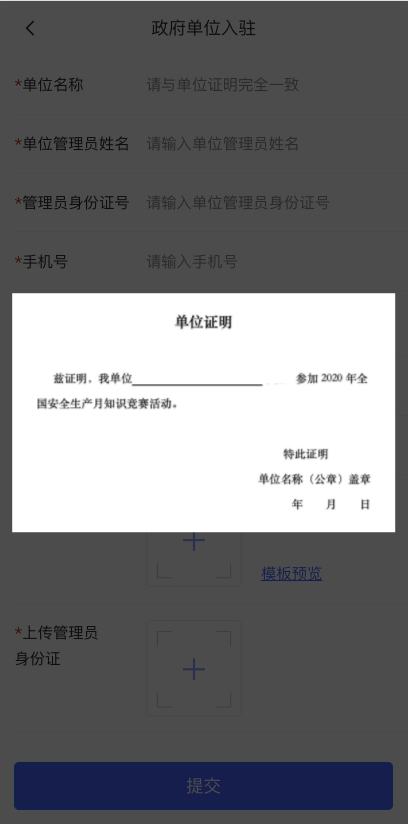 政府单位入驻
*单位名称 请与单位证明完全一致
*单位管理员姓名 请输入单位管理员姓名
*管理员身份证号 请输入单位管理员身份证号
*手机号 请输入手机号
单位证明
兹证明，我单位 参加 2020 年全
国安全生产月知识竞赛活动。
特此证明
单位名称（公章）盖章
年 月 日
模板预览
*上传管理员
身份证
提交